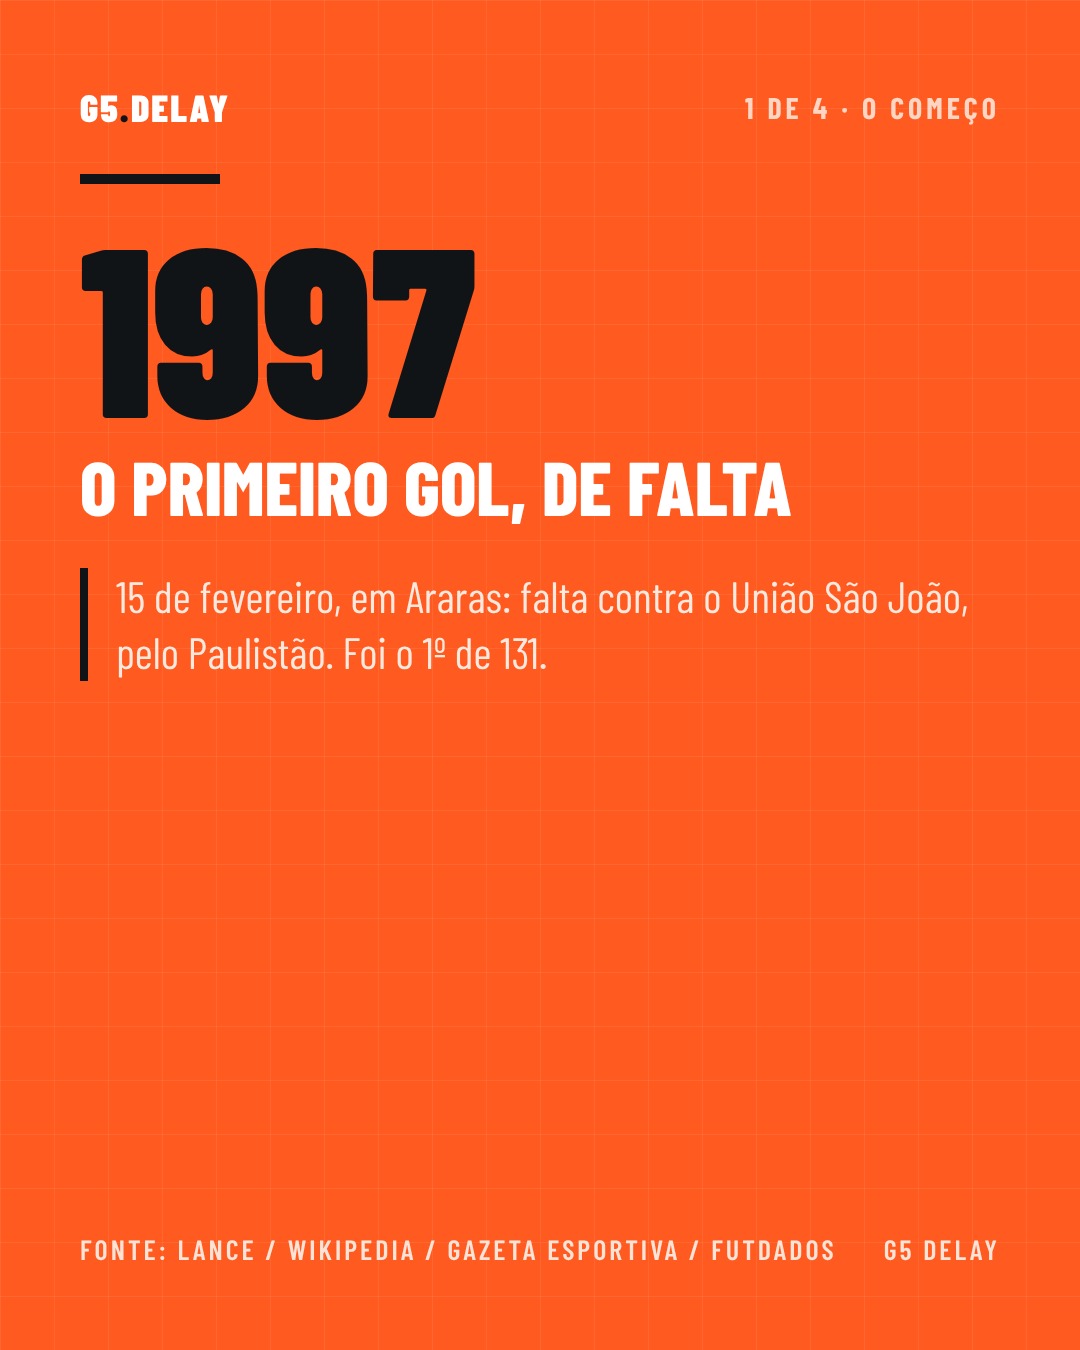 G5.DELAY
1 DE 4 · O COMEÇO
1997
O PRIMEIRO GOL, DE FALTA
15 de fevereiro, em Araras: falta contra o União São João,
pelo Paulistão. Foi o 1º de 131.
FONTE: LANCE / WIKIPEDIA / GAZETA ESPORTIVA / FUTDADOS
G5 DELAY